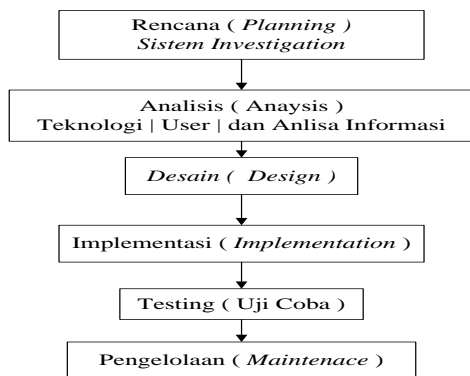 Rencana ( Planning )
Sistem Investigation
Analisis ( Anaysis )
Teknologi | User | dan Anlisa Informasi
Desain (  Design )
Implementasi ( Implementation )
Testing ( Uji Coba )
Pengelolaan ( Maintenace )